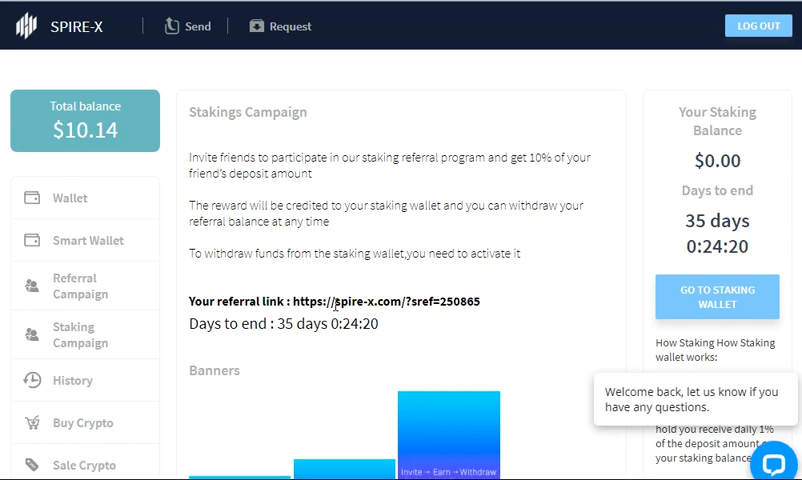 SPIRE-X
Send
Request
LOG OUT
Total balance
$10.14
Wallet
Smart Wallet
Referral
Campaign
Staking
Campaign
History
Buy Crypto
Sale Crypto
Stakings Campaign
Invite friends to participate in our staking referral program and get 10% of your
friend's deposit amount
The reward will be credited to your staking wallet and you can withdraw your
referral balance at any time
To withdraw funds from the staking wallet,you need to activate it
Your referral link : https://spire-x.com/?sref=250865
Days to end : 35 days 0:24:20
Banners
Invite → Earn → Withdraw
Your Staking
Balance
$0.00
Days to end
35 days
0:24:20
GO TO STAKING
WALLET
How Staking How Staking
wallet works:
Welcome back, let us know if you
have any questions.
hold you receive daily 1%
of the deposit amount
your staking balance